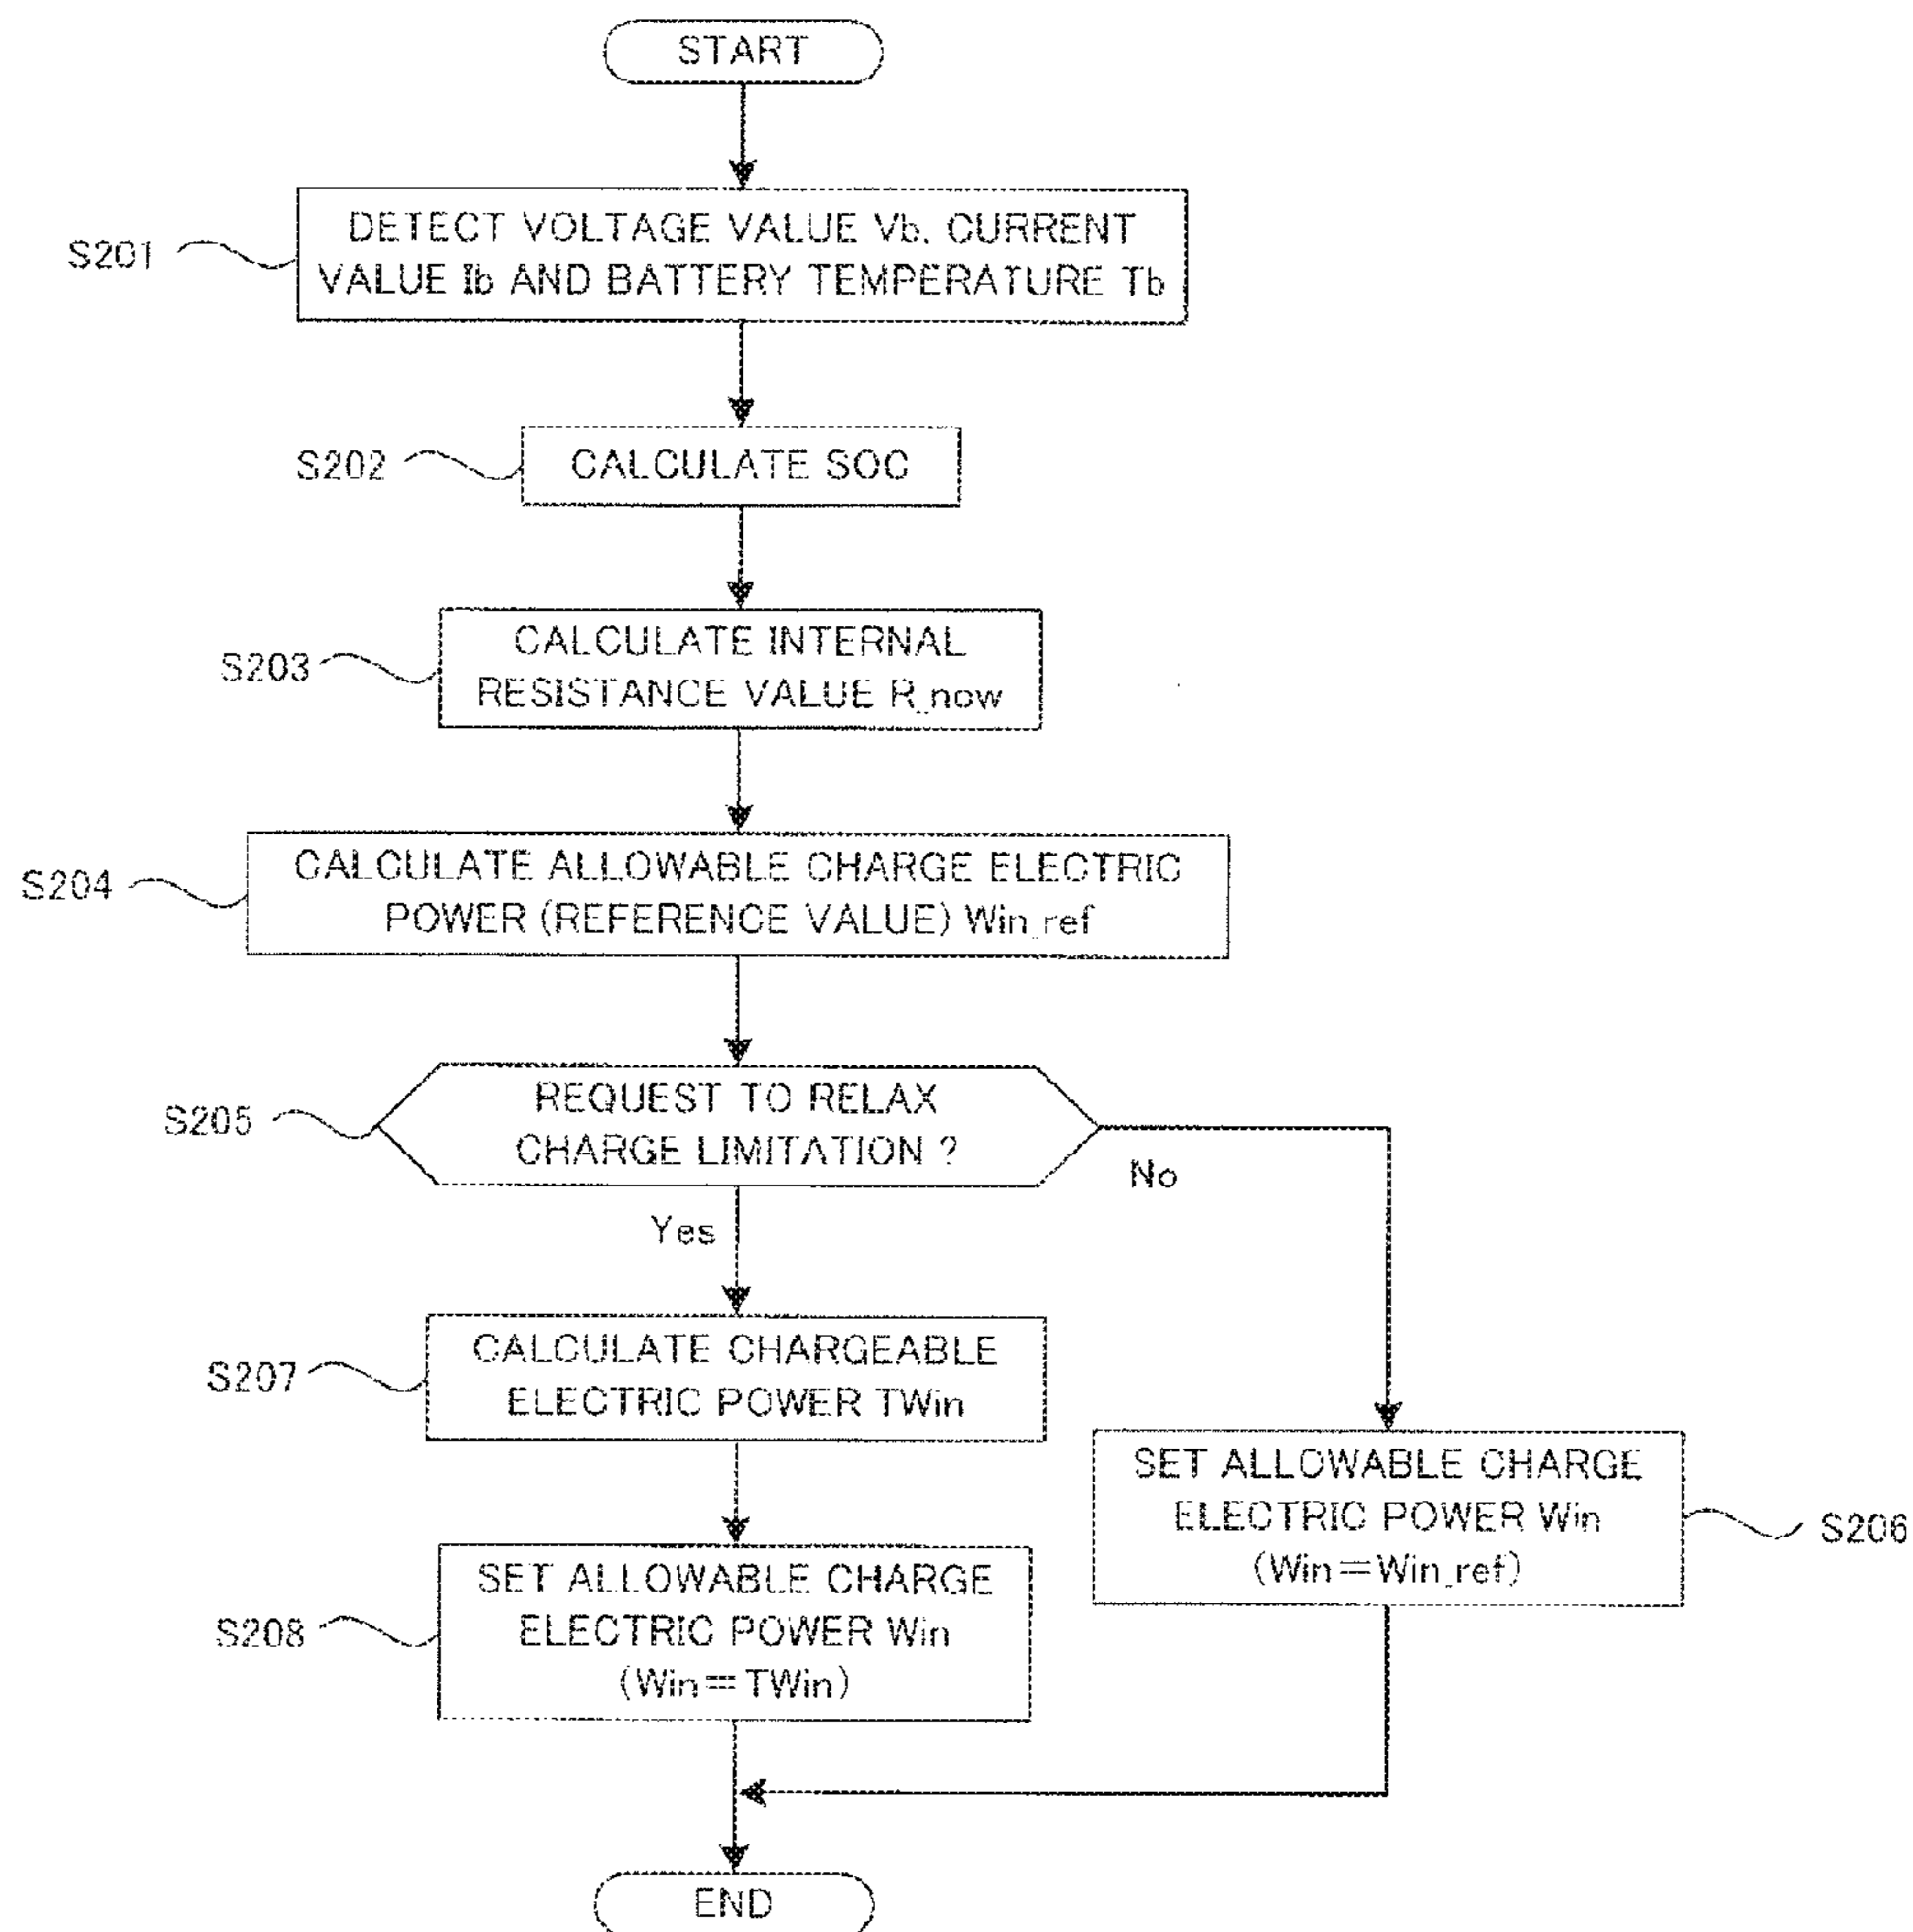 START
S201
DETECT VOLTAGE VALUE Vb, CURRENT
VALUE Ib AND BATTERY TEMPERATURE Tb
S202
CALCULATE SOC
S203
CALCULATE INTERNAL
RESISTANCE VALUE R_now
S204
CALCULATE ALLOWABLE CHARGE ELECTRIC
POWER (REFERENCE VALUE) Win_ref
S205
REQUEST TO RELAX
CHARGE LIMITATION ?
No
Yes
S207
CALCULATE CHARGEABLE
ELECTRIC POWER TWin
SET ALLOWABLE CHARGE
ELECTRIC POWER Win
(Win=Win_ref)
S206
S208
SET ALLOWABLE CHARGE
ELECTRIC POWER Win
(Win=TWin)
END